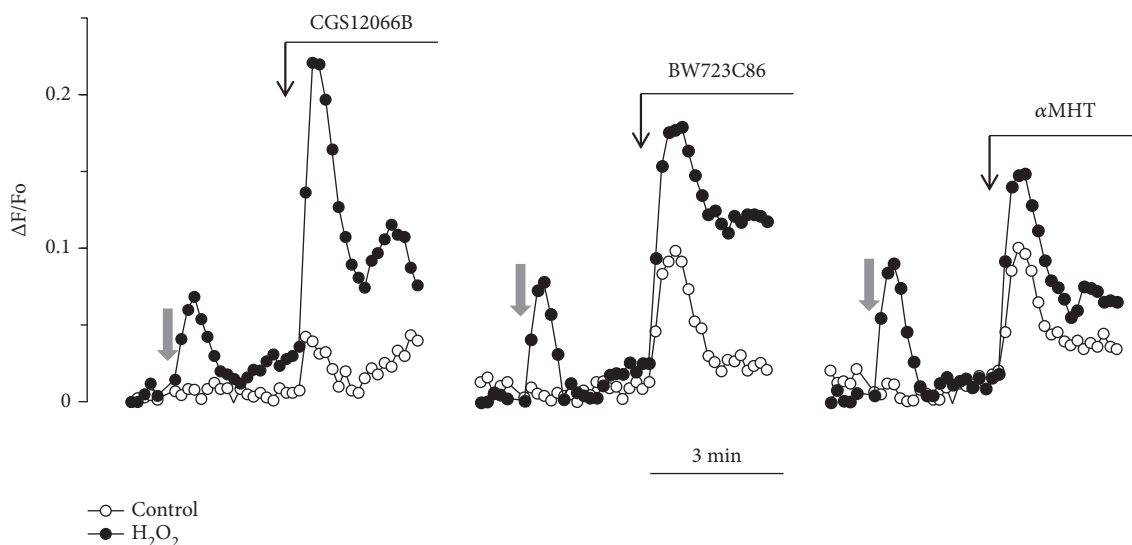 CGS12066B
BW723C86
αMHT
0.2
0.1
0
ΔF/Fo
3 min
Control
H₂O₂